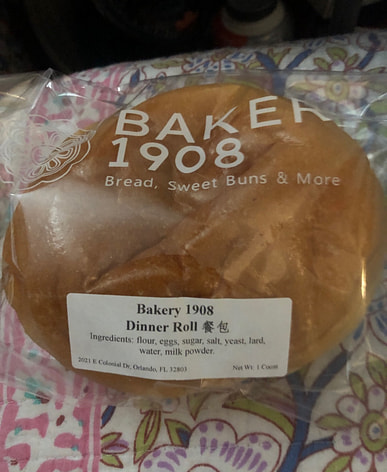 BAKER
1908
Bread, Sweet Buns & More
Bakery 1908
Dinner Roll 餐包
Ingredients: flour, eggs, sugar, salt, yeast, lard,
water, milk powder.
2021 E Colonial Dr, Orlando, FL 32803 Net Wt: 1 Count